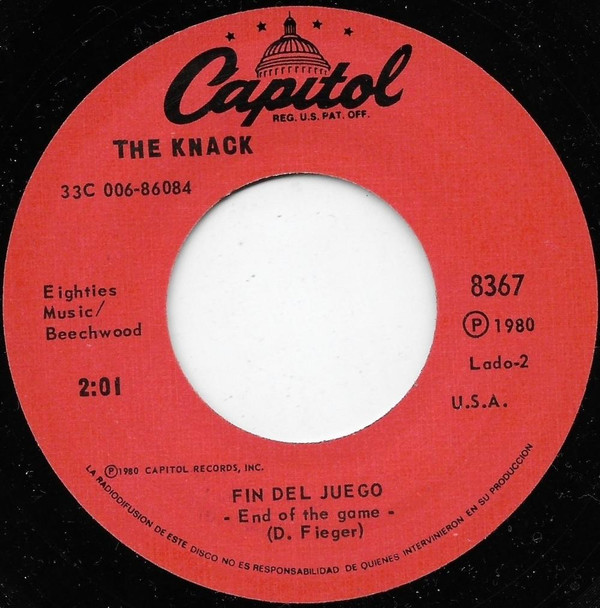 Capitol
REG. U.S. PAT. OFF.
THE KNACK
33C 006-86084
Eighties
Music/
Beechwood
2:01
8367
Ⓟ 1980
Lado-2
U.S.A.
Ⓟ1980 CAPITOL RECORDS, INC.
FIN DEL JUEGO
- End of the game -
(D. Fieger)
LA RADIODIFUSION DE ESTE DISCO NO ES RESPONSABILIDAD DE QUIENES INTERVINIERON EN SU PRODUCCION